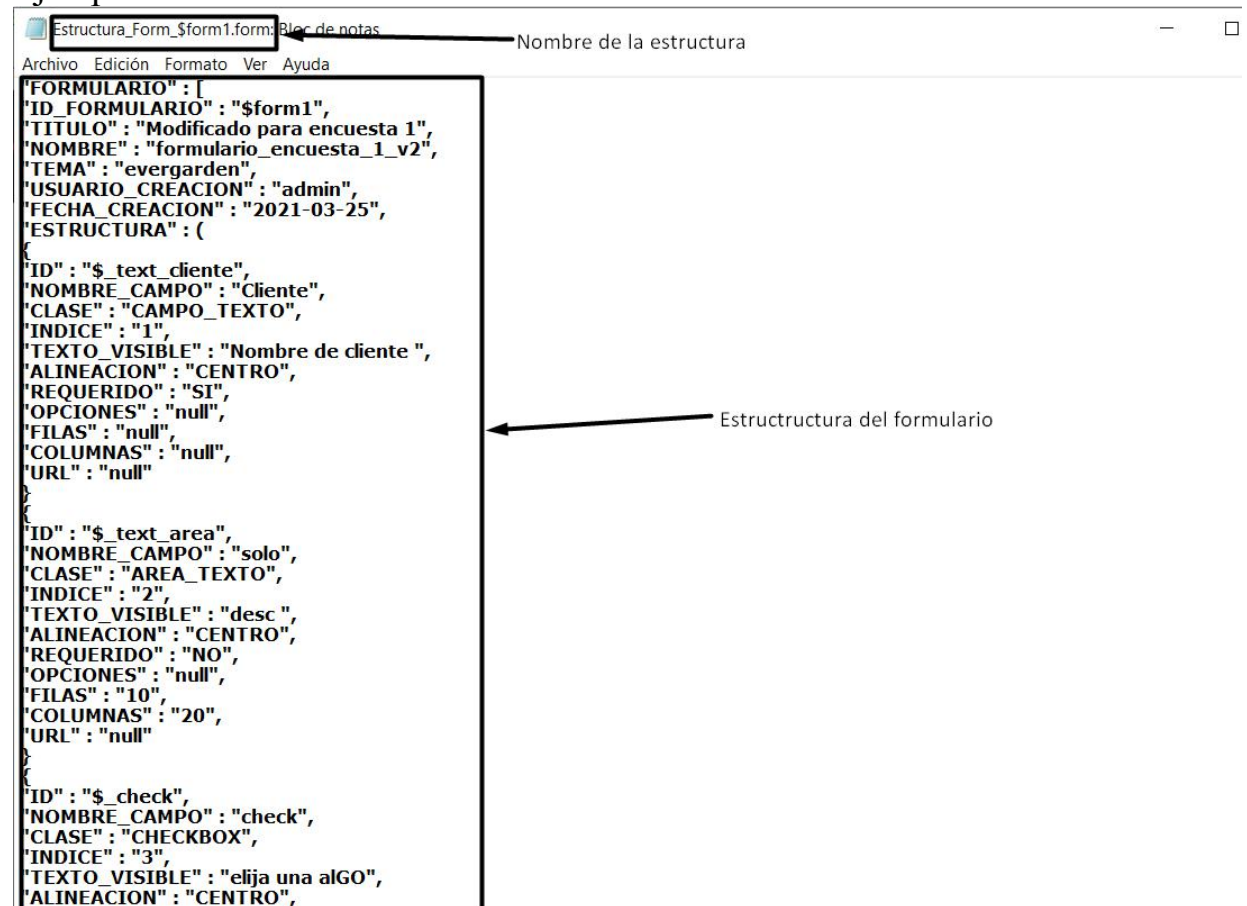 Estructura_Form_$form1.form: Bloc de notas
Nombre de la estructura
Archivo Edición Formato Ver Ayuda
"FORMULARIO" : [
"ID_FORMULARIO" : "$form1",
"TITULO" : "Modificado para encuesta 1",
"NOMBRE" : "formulario_encuesta_1_v2",
"TEMA" : "evergarden",
"USUARIO_CREACION" : "admin",
"FECHA_CREACION" : "2021-03-25",
"ESTRUCTURA" : (
{
"ID" : "$_text_cliente",
"NOMBRE_CAMPO" : "Cliente",
"CLASE" : "CAMPO_TEXTO",
"INDICE" : "1",
"TEXTO_VISIBLE" : "Nombre de cliente ",
"ALINEACION" : "CENTRO",
"REQUERIDO" : "SI",
"OPCIONES" : "null",
Estructructura del formulario
"FILAS" : "null",
"COLUMNAS" : "null",
"URL" : "null"
}
{
"ID" : "$_text_area",
"NOMBRE_CAMPO" : "solo",
"CLASE" : "AREA_TEXTO",
"INDICE" : "2",
"TEXTO_VISIBLE" : "desc ",
"ALINEACION" : "CENTRO",
"REQUERIDO" : "NO",
"OPCIONES" : "null",
"FILAS" : "10",
"COLUMNAS" : "20",
"URL" : "null"
}
{
"ID" : "$_check",
"NOMBRE_CAMPO" : "check",
"CLASE" : "CHECKBOX",
"INDICE" : "3",
"TEXTO_VISIBLE" : "elija una alGO",
"ALINEACION" : "CENTRO",